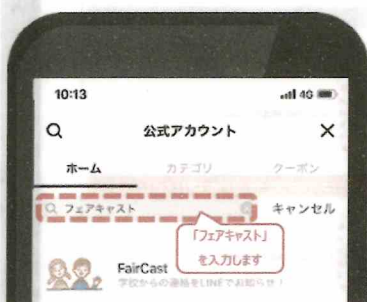 10:13
4G
公式アカウント
ホーム カテゴリ クーポン
フェアキャスト キャンセル
「フェアキャスト」
を入力します
FairCast
学校からの連絡をLINEでお知らせ！